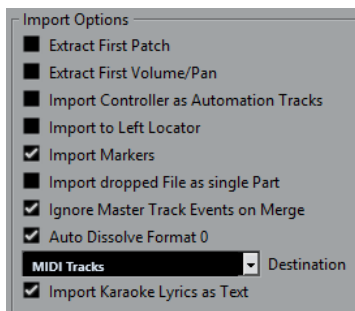 Import Options
Extract First Patch
Extract First Volume/Pan
Import Controller as Automation Tracks
Import to Left Locator
Import Markers
Import dropped File as single Part
Ignore Master Track Events on Merge
Auto Dissolve Format 0
MIDI Tracks Destination
Import Karaoke Lyrics as Text